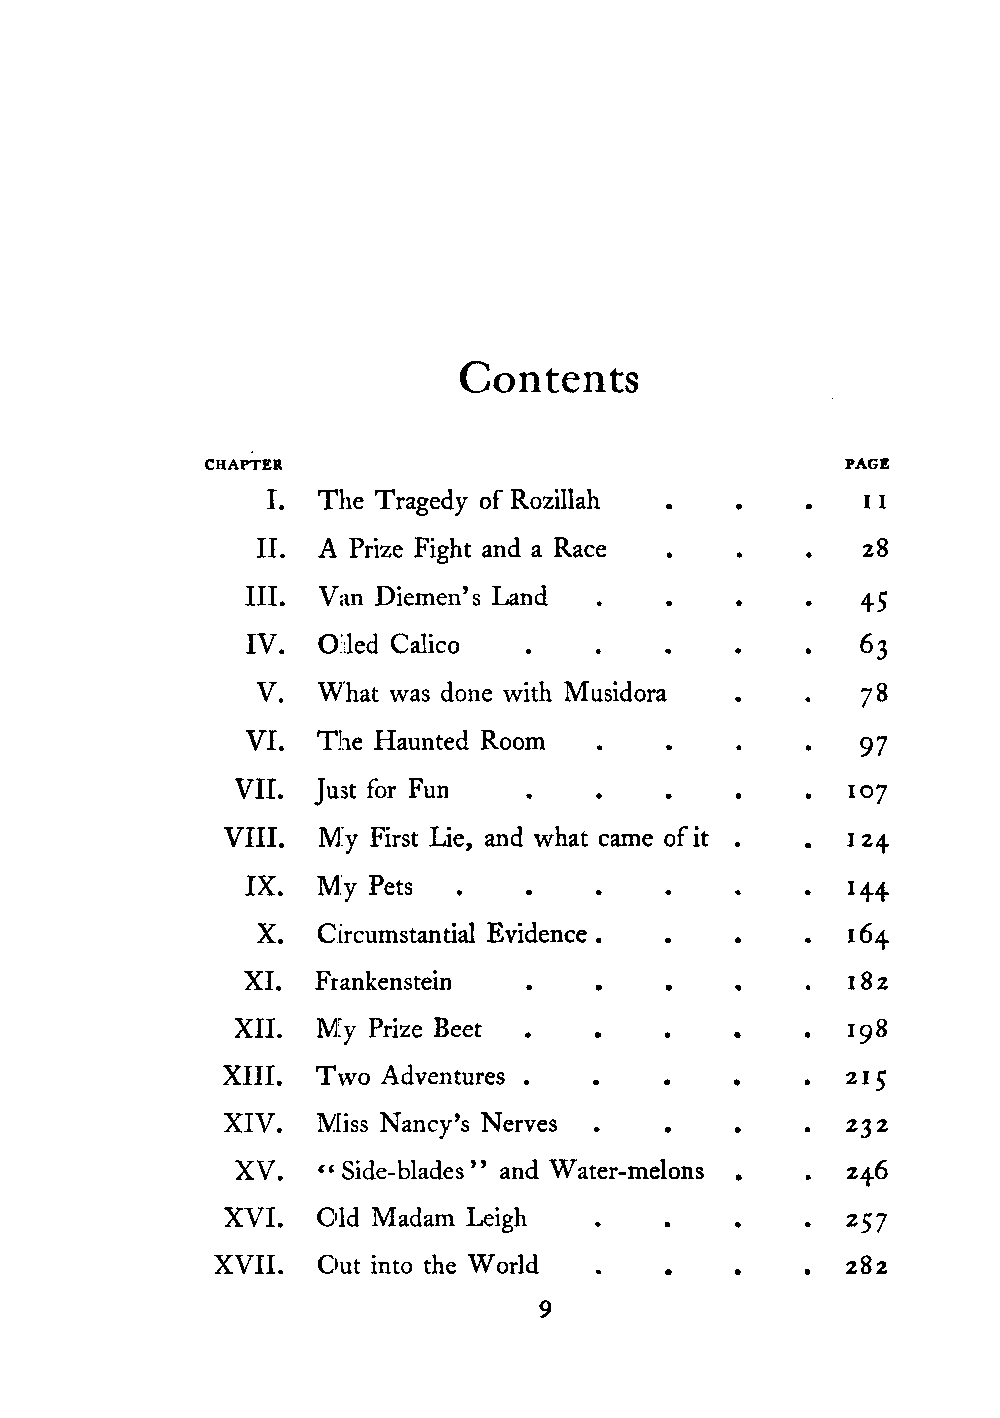 Contents
CHAPTER PAGE
I. The Tragedy of Rozillah . . . 11
II. A Prize Fight and a Race . . . 28
III. Van Diemen's Land . . . . 45
IV. Oiled Calico . . . . . 63
V. What was done with Musidora . . 78
VI. The Haunted Room . . . . 97
VII. Just for Fun . . . . . 107
VIII. My First Lie, and what came of it . . 124
IX. My Pets . . . . . . 144
X. Circumstantial Evidence . . . . 164
XI. Frankenstein . . . . . 182
XII. My Prize Beet . . . . . 198
XIII. Two Adventures . . . . . 215
XIV. Miss Nancy's Nerves . . . . 232
XV. "Side-blades" and Water-melons . . 246
XVI. Old Madam Leigh . . . . 257
XVII. Out into the World . . . . 282
9